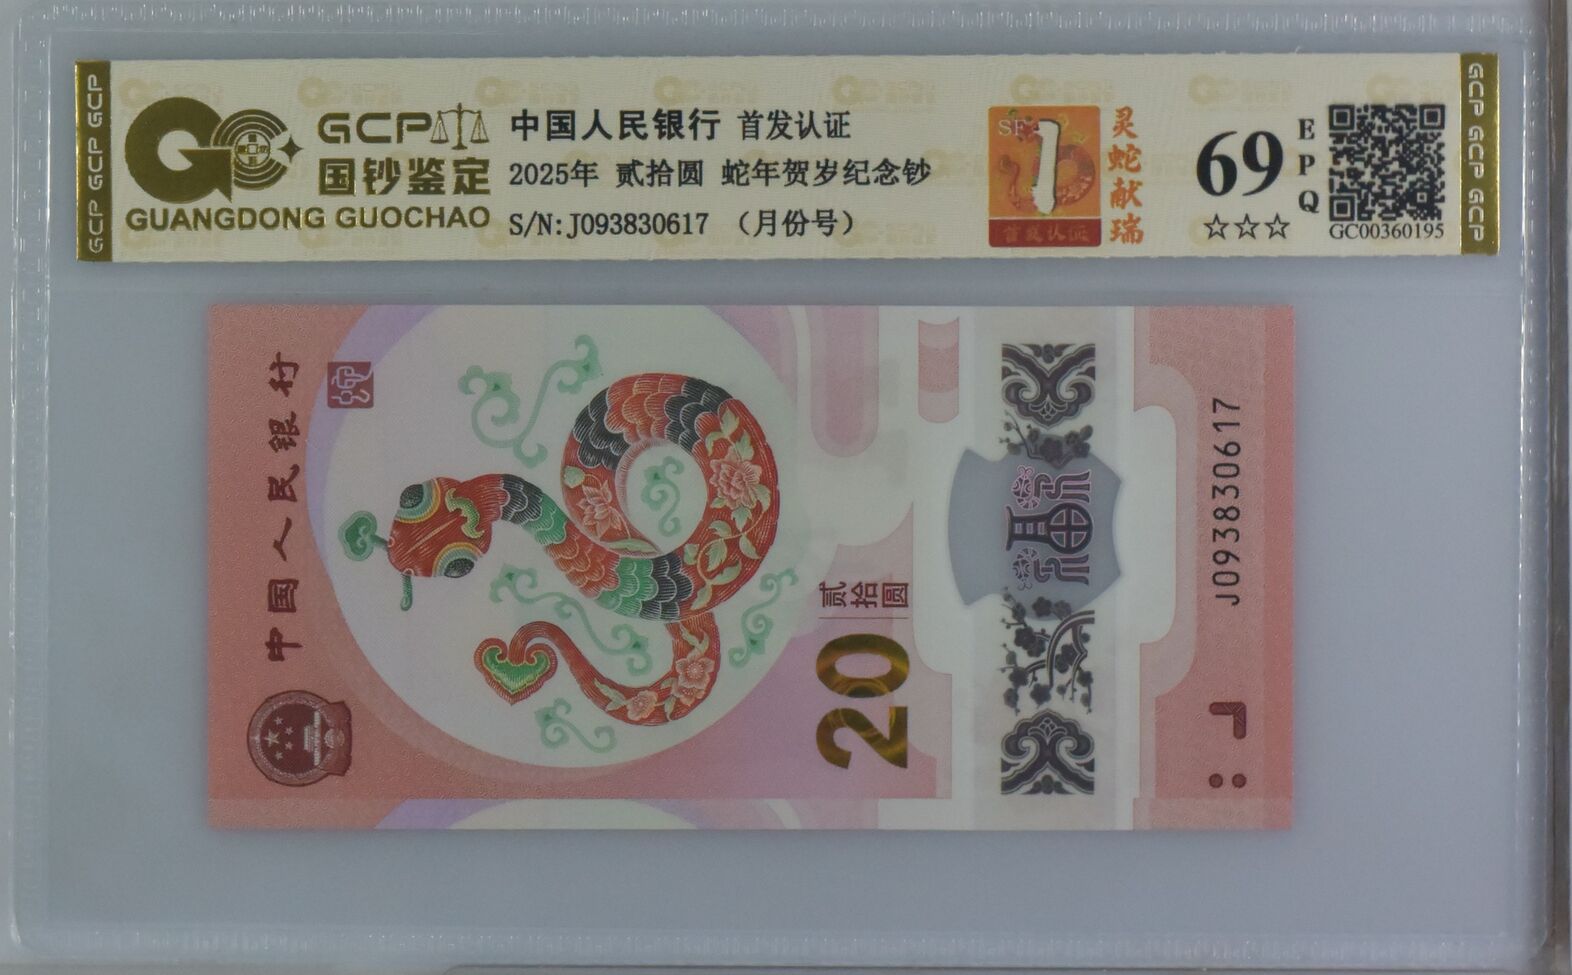 GCP GCP GCP
GCP
国钞鉴定
GUANGDONG GUOCHAO
中国人民银行 首发认证
2025年 贰拾圆 蛇年贺岁纪念钞
S/N:J093830617 （月份号）
1
首发认证
灵蛇献瑞
69
EPQ
☆☆☆
GC00360195
GCP GCP GCP
中国人民银行
贰拾圆
20
福
J093830617